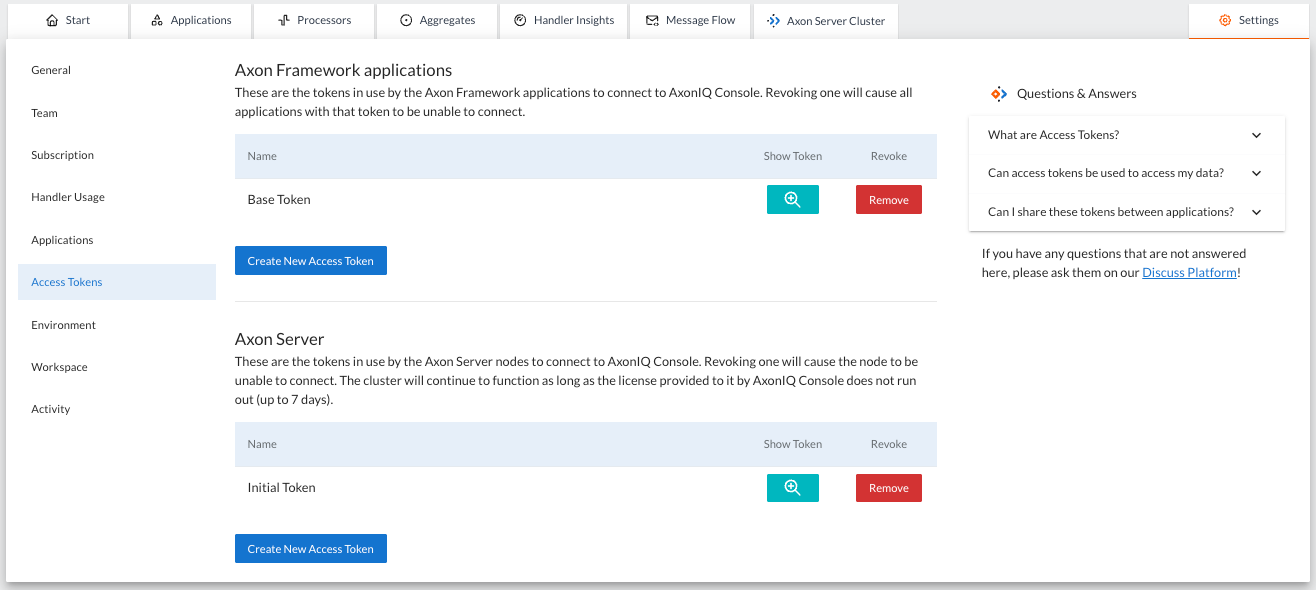 Start
Applications
Processors
Aggregates
Handler Insights
Message Flow
Axon Server Cluster
Settings
General
Team
Subscription
Handler Usage
Applications
Access Tokens
Environment
Workspace
Activity
Axon Framework applications
These are the tokens in use by the Axon Framework applications to connect to AxonIQ Console. Revoking one will cause all
applications with that token to be unable to connect.
Name Show Token Revoke
Base Token Remove
Create New Access Token
Axon Server
These are the tokens in use by the Axon Server nodes to connect to AxonIQ Console. Revoking one will cause the node to be
unable to connect. The cluster will continue to function as long as the license provided to it by AxonIQ Console does not run
out (up to 7 days).
Name Show Token Revoke
Initial Token Remove
Create New Access Token
Questions & Answers
What are Access Tokens?
Can access tokens be used to access my data?
Can I share these tokens between applications?
If you have any questions that are not answered
here, please ask them on our Discuss Platform!